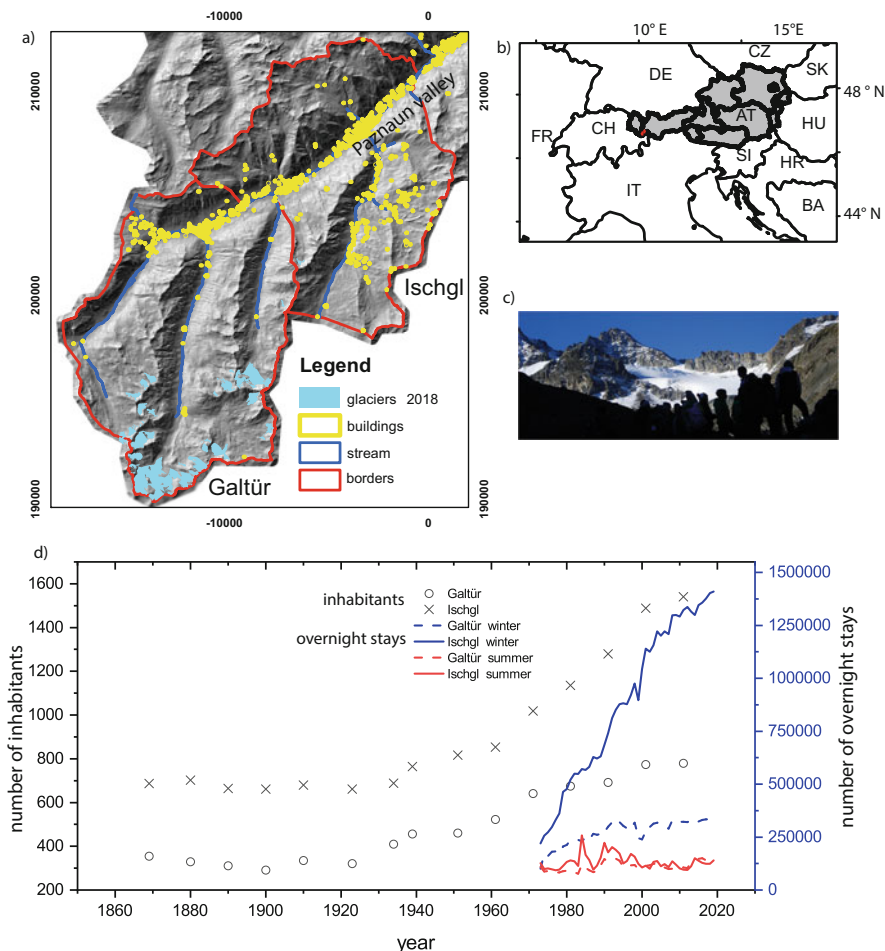 a)
-10000 0
210000
210000
Paznaun valley
200000
200000
Ischgl
Legend
glaciers 2018
buildings
stream
borders
Galtür
190000
190000
-10000 0
b)
10° E 15° E
CZ
DE
SK
48° N
AT
FR
CH
HU
SI
HR
IT
BA
44° N
c)
d)
1600
1400
1200
1000
800
600
400
200
number of inhabitants
1500000
1250000
1000000
750000
500000
250000
0
number of overnight stays
inhabitants
Galtür
Ischgl
overnight stays
Galtür winter
Ischgl winter
Galtür summer
Ischgl summer
1860 1880 1900 1920 1940 1960 1980 2000 2020
year